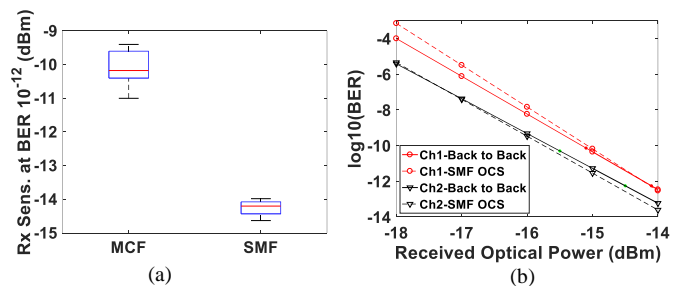 Rx Sens. at BER 10-12 (dBm)
-9
-10
-11
-12
-13
-14
-15
MCF SMF
(a)
log10(BER)
-4
-6
-8
-10
-12
-14
Ch1-Back to Back
Ch1-SMF OCS
Ch2-Back to Back
Ch2-SMF OCS
-18 -17 -16 -15 -14
Received Optical Power (dBm)
(b)